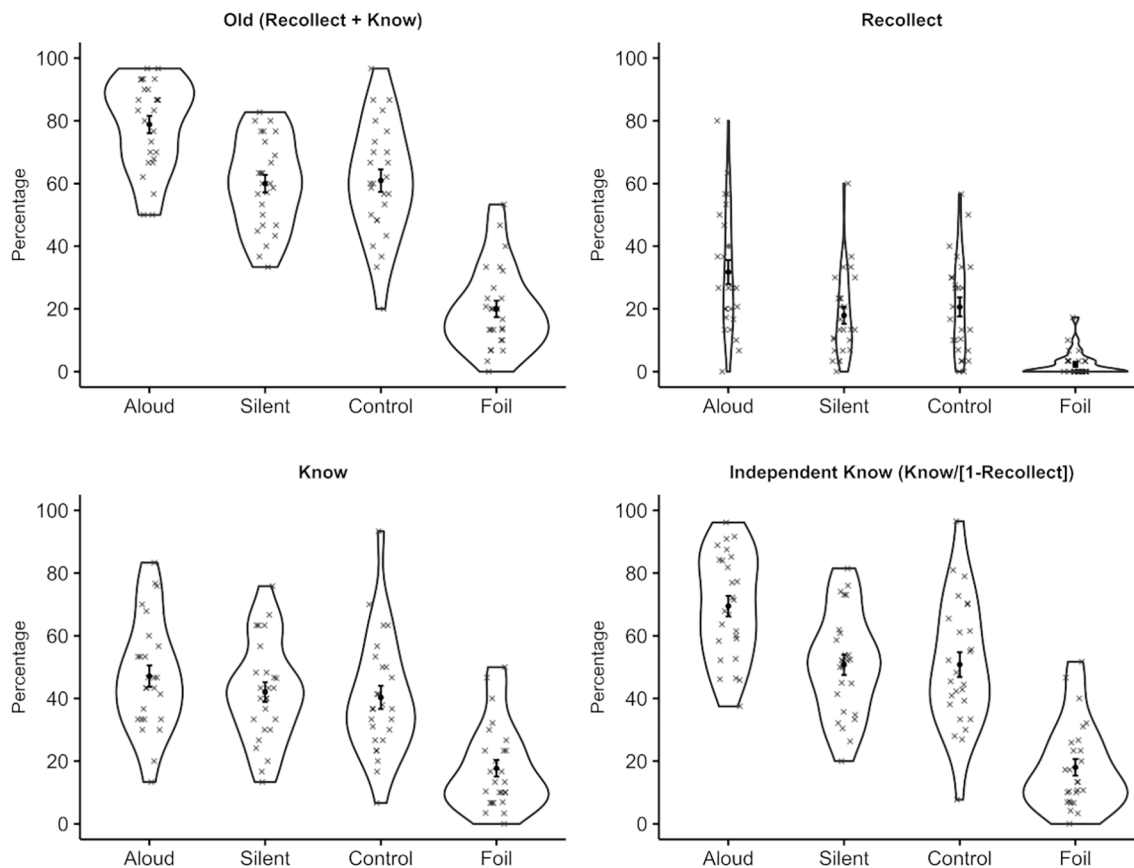 Old (Recollect + Know)
Percentage
100
80
60
40
20
0
Aloud Silent Control Foil
Recollect
Percentage
100
80
60
40
20
0
Aloud Silent Control Foil
Know
Percentage
100
80
60
40
20
0
Aloud Silent Control Foil
Independent Know (Know/[1-Recollect])
Percentage
100
80
60
40
20
0
Aloud Silent Control Foil